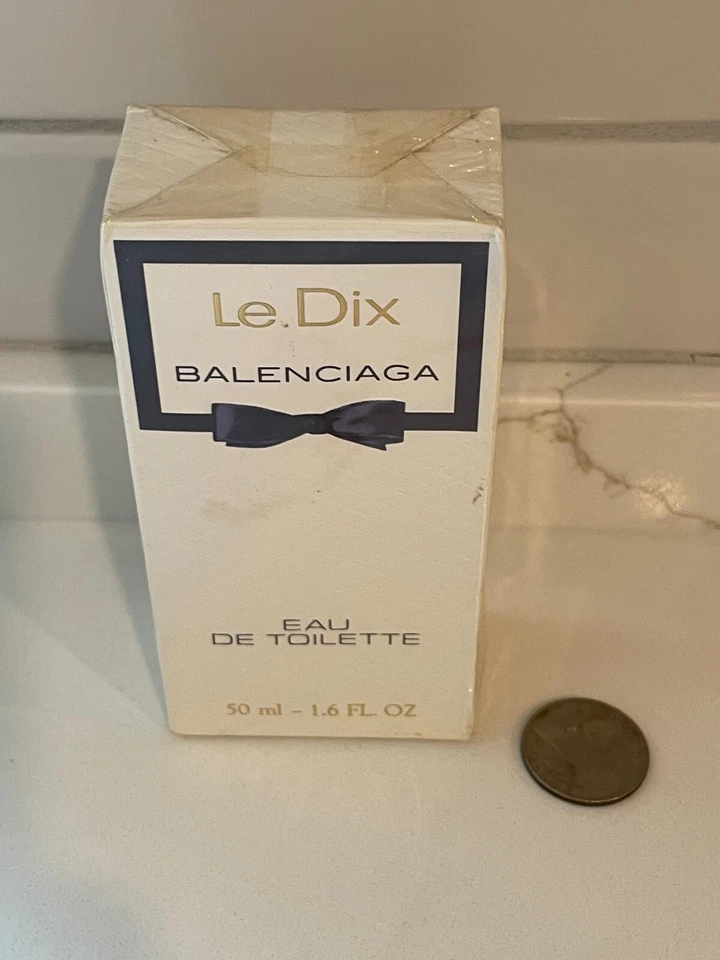 Le Dix
BALENCIAGA
EAU
DE TOILETTE
50 ml – 1.6 FL. OZ